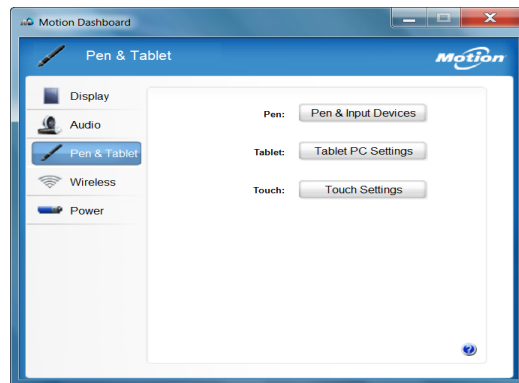 Motion Dashboard
Pen & Tablet
Motion
Display
Audio
Pen & Tablet
Wireless
Power
Pen: Pen & Input Devices
Tablet: Tablet PC Settings
Touch: Touch Settings
?